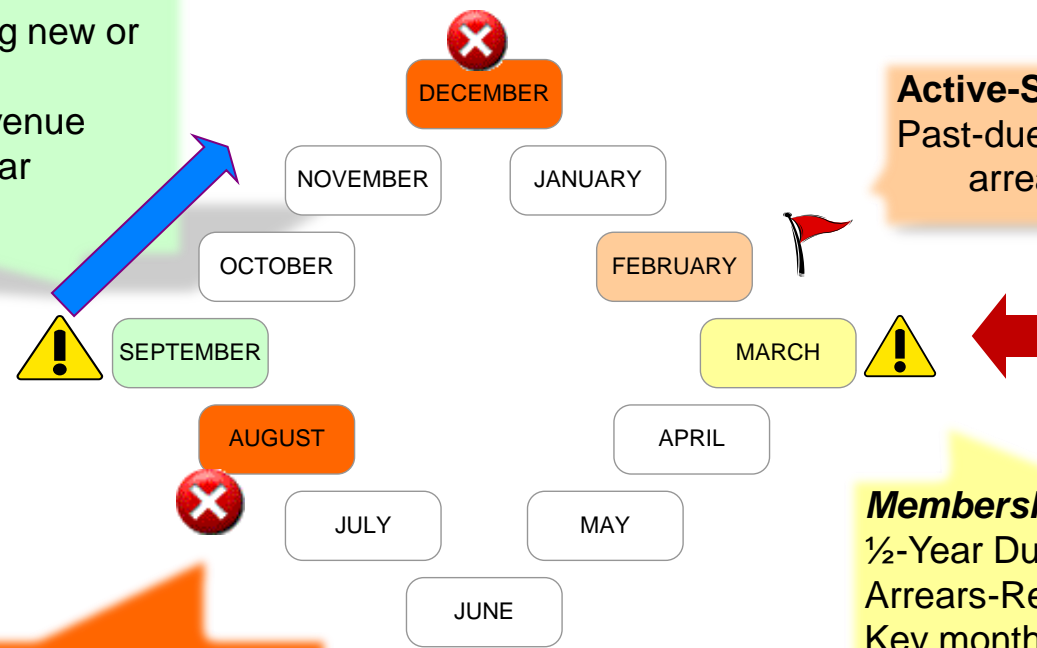 g new or
venue
ar
DECEMBER
NOVEMBER
JANUARY
OCTOBER
FEBRUARY
SEPTEMBER
MARCH
AUGUST
APRIL
JULY
MAY
JUNE
Active-S
Past-due
arrea
Membersh
½-Year Du
Arrears-Re
Key month